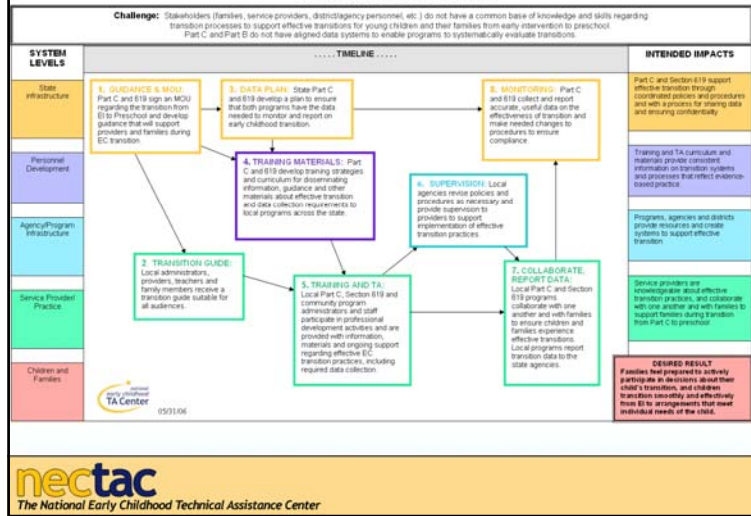 Challenge: Stakeholders (families, service providers, district/agency personnel, etc.) do not have a common base of knowledge and skills regarding
transition processes to support effective transitions for young children and their families from early intervention to preschool.
Part C and Part B do not have aligned data systems to enable programs to systematically evaluate transitions.
SYSTEM
LEVELS
. . . . . TIMELINE . . . . .
INTENDED IMPACTS
State
infrastructure
1. GUIDANCE & MOU:
Part C and 619 sign an MOU
regarding the transition from
EI to Preschool and develop
guidance that will support
providers and families during
EC transition.
3. DATA PLAN: State Part C
and 619 develop a plan to ensure
that both programs have the data
needed to monitor and report on
early childhood transition.
8. MONITORING: Part C
and 619 collect and report
accurate, useful data on the
effectiveness of transition and
make needed changes to
procedures to ensure
compliance.
Part C and Section 619 support
effective transition through
coordinated policies and procedures
and with a process for sharing data
and ensuring confidentiality
Personnel
Development
4. TRAINING MATERIALS: Part
C and 619 develop training strategies
and curriculum for disseminating
information, guidance and other
materials about effective transition
and data collection requirements to
local programs across the state.
Training and TA curriculum and
materials provide consistent
information on transition systems
and processes that reflect evidence-
based practice.
Agency/Program
Infrastructure
6. SUPERVISION: Local
agencies revise policies and
procedures as necessary and
provide supervision to
providers to support
implementation of effective
transition practices.
Programs, agencies and districts
provide resources and create
systems to support effective
transition
Service Provider/
Practice
2. TRANSITION GUIDE:
Local administrators,
providers, teachers and
family members receive a
transition guide suitable for
all audiences.
5. TRAINING AND TA:
Local Part C, Section 619 and
community program
administrators and staff
participate in professional
development activities and are
provided with information,
materials and ongoing support
regarding effective EC
transition practices, including
required data collection.
7. COLLABORATE,
REPORT DATA:
Local Part C and Section 619
programs collaborate with
one another and with families
to ensure children and
families experience
effective transitions.
Local programs report
transition data to the
state agencies.
Service providers are
knowledgeable about effective
transition practices, and collaborate
with one another and with families to
support families during transition
from Part C to preschool
Children and
Families
DESIRED RESULT
Families feel prepared to actively
participate in decisions about their
child's transition, and children
transition smoothly and effectively
from EI to arrangements that meet
individual needs of the child.
national
early childhood
TA Center
05/31/06
nectac
The National Early Childhood Technical Assistance Center